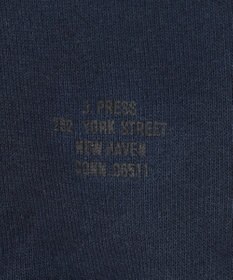 J. PRESS
262 YORK STREET
NEW HAVEN
CONN 06511